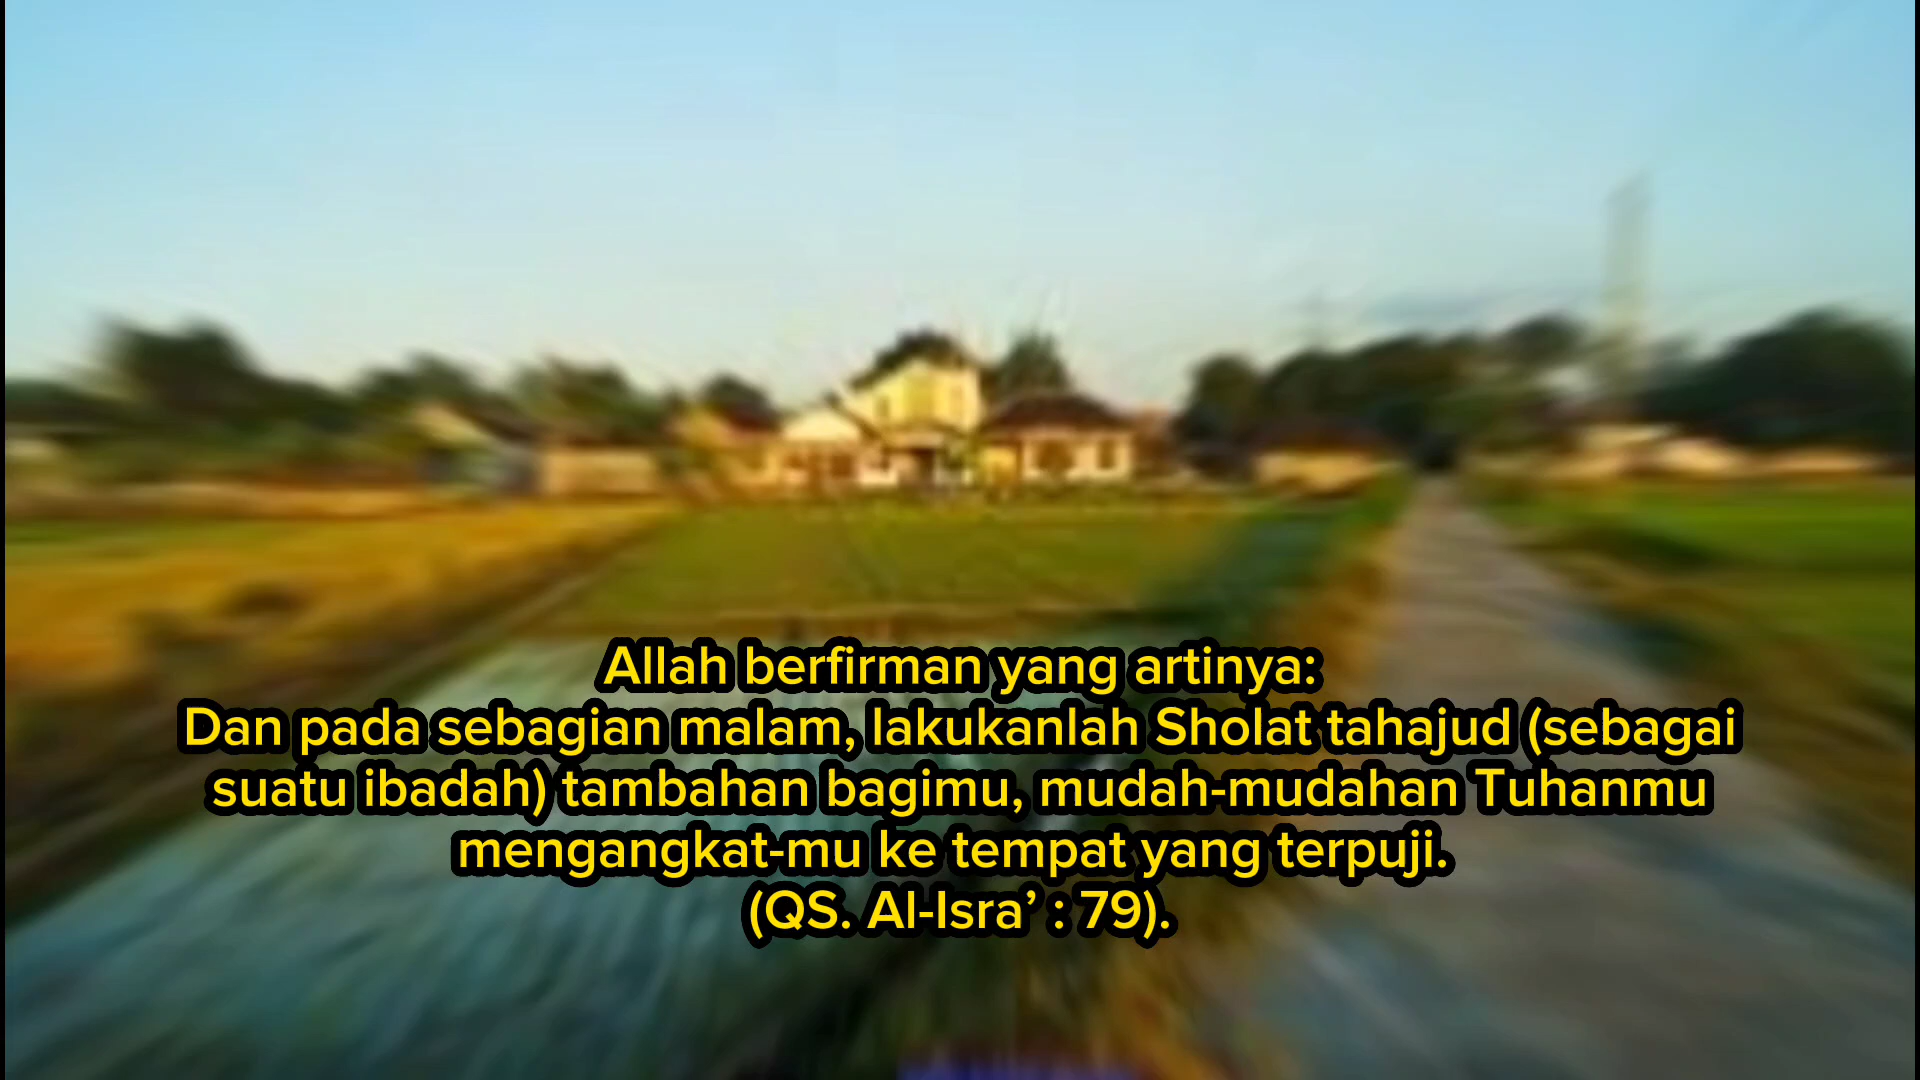 Allah berfirman yang artinya:
Dan pada sebagian malam, lakukanlah Sholat tahajud (sebagai
suatu ibadah) tambahan bagimu, mudah-mudahan Tuhanmu
mengangkat-mu ke tempat yang terpuji.
(QS. Al-Isra’ : 79).